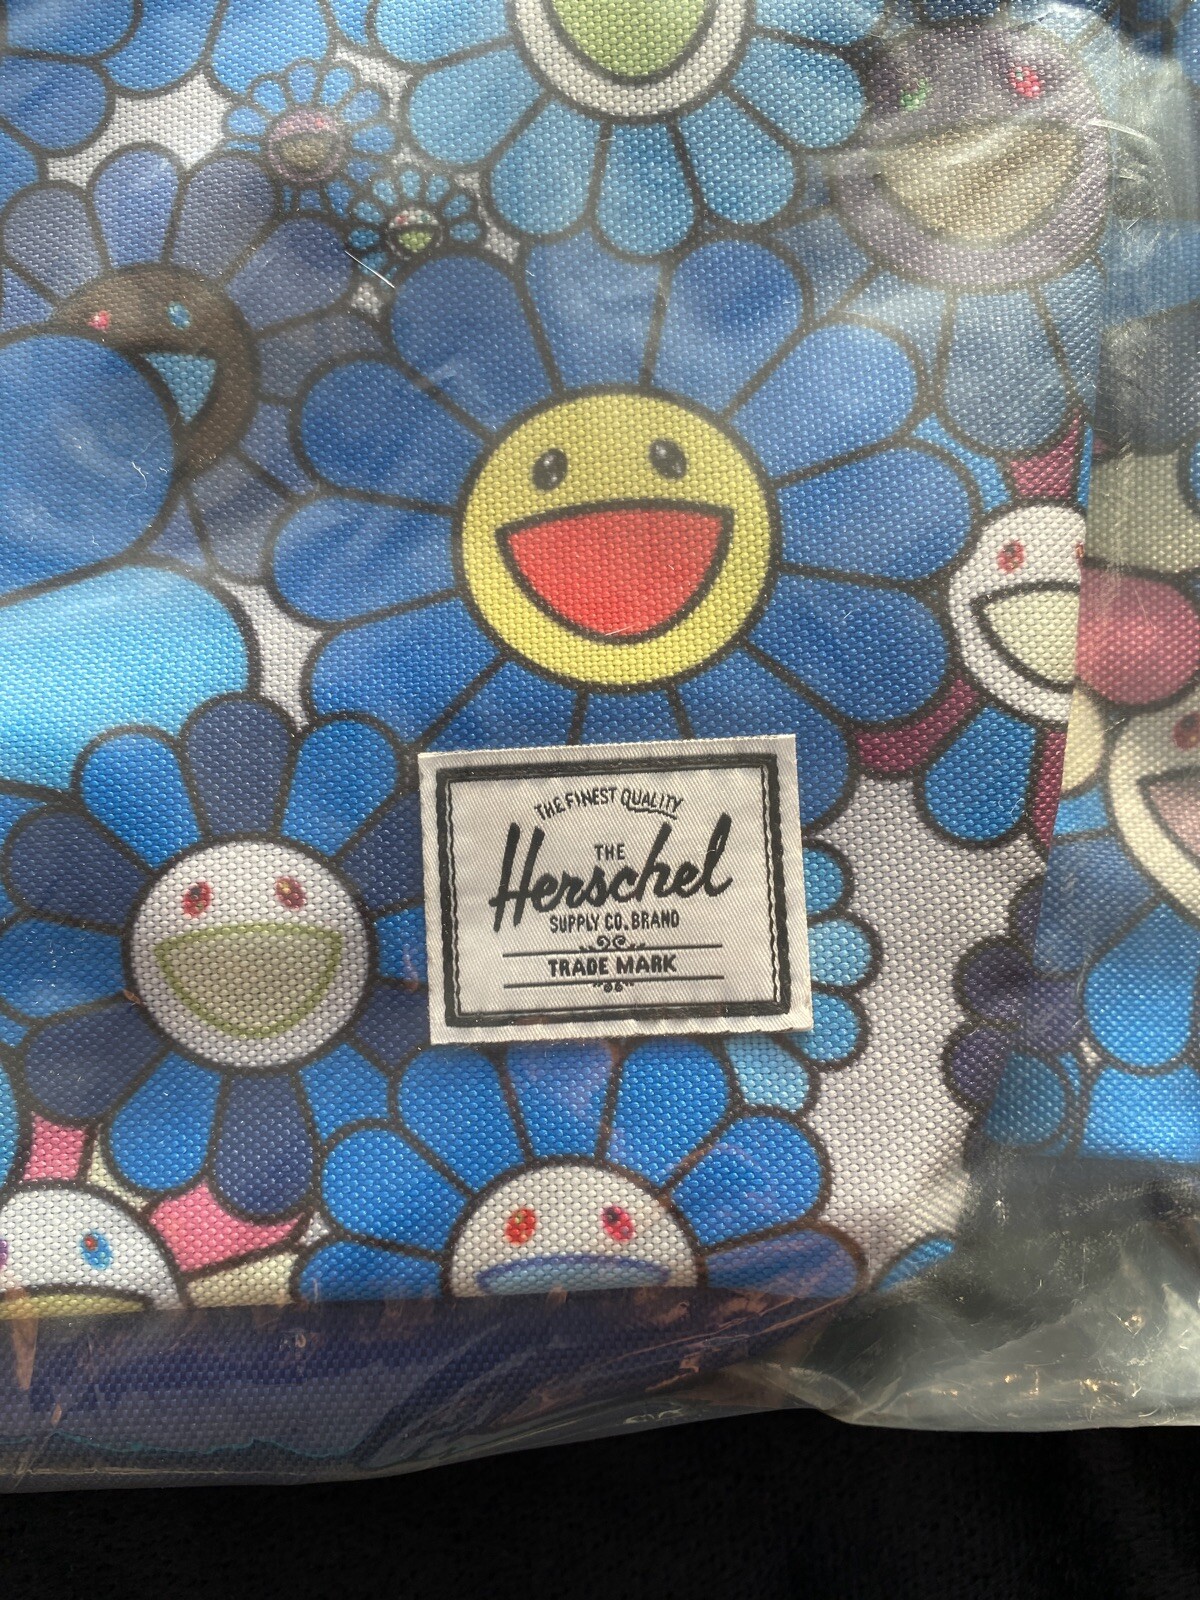 THE FINEST QUALITY
THE
Herschel
SUPPLY CO. BRAND
TRADE MARK